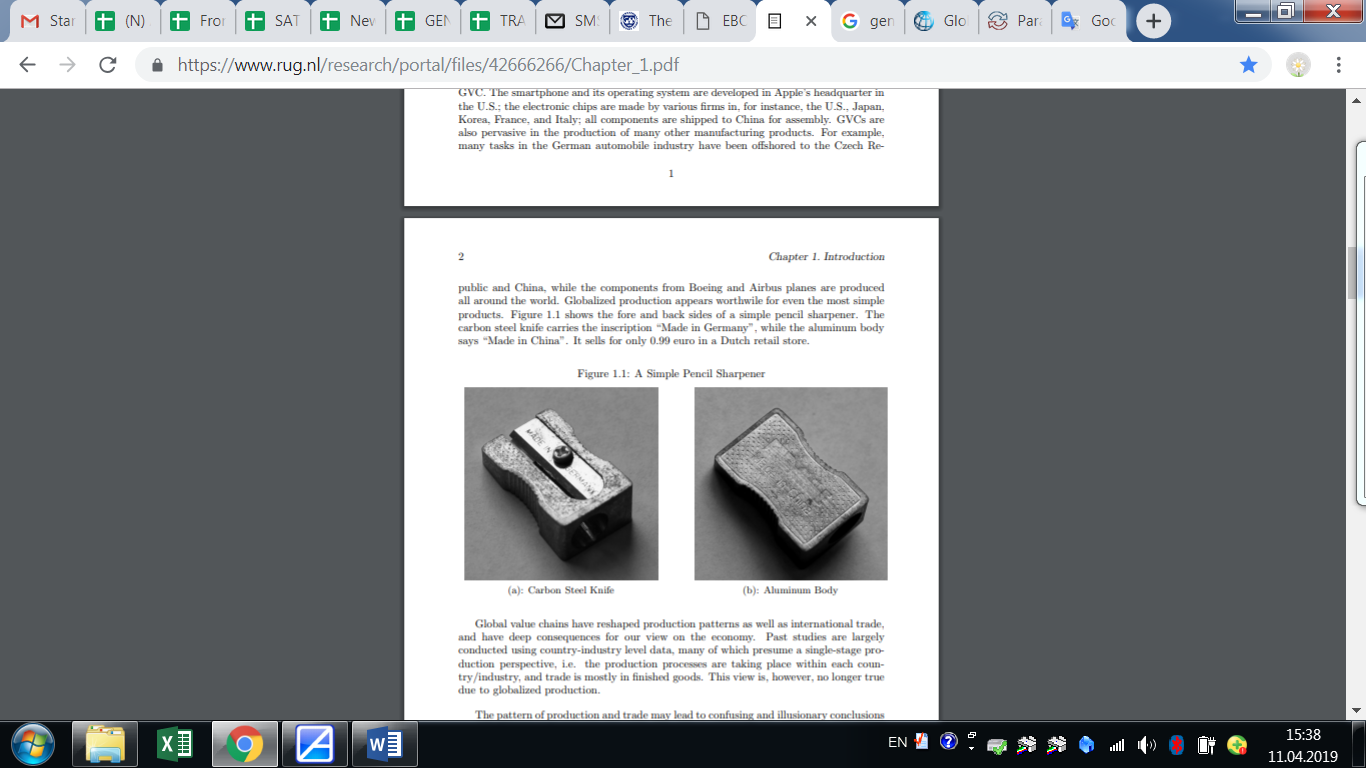 Star
(N)
Fror
SAT
Nev
GEN
TRA
SM
The
EBC
gen
Glo
Par
Goc
https://www.rug.nl/research/portal/files/42666266/Chapter_1.pdf
GVC. The smartphone and its operating system are developed in Apple's headquarter in
the U.S.; the electronic chips are made by various firms in, for instance, the U.S., Japan,
Korea, France, and Italy; all components are shipped to China for assembly. GVCs are
also pervasive in the production of many other manufacturing products. For example,
many tasks in the German automobile industry have been offshored to the Czech Re-
1
2 Chapter 1. Introduction
public and China, while the components from Boeing and Airbus planes are produced
all around the world. Globalized production appears worthwile for even the most simple
products. Figure 1.1 shows the fore and back sides of a simple pencil sharpener. The
carbon steel knife carries the inscription “Made in Germany”, while the aluminum body
says “Made in China”. It sells for only 0.99 euro in a Dutch retail store.
Figure 1.1: A Simple Pencil Sharpener
MADE IN
GERMANY
(a): Carbon Steel Knife (b): Aluminum Body
Global value chains have reshaped production patterns as well as international trade,
and have deep consequences for our view on the economy. Past studies are largely
conducted using country-industry level data, many of which presume a single-stage pro-
duction perspective, i.e. the production processes are taking place within each coun-
try/industry, and trade is mostly in finished goods. This view is, however, no longer true
due to globalized production.
The pattern of production and trade may lead to confusing and illusionary conclusions
EN
15:38
11.04.2019